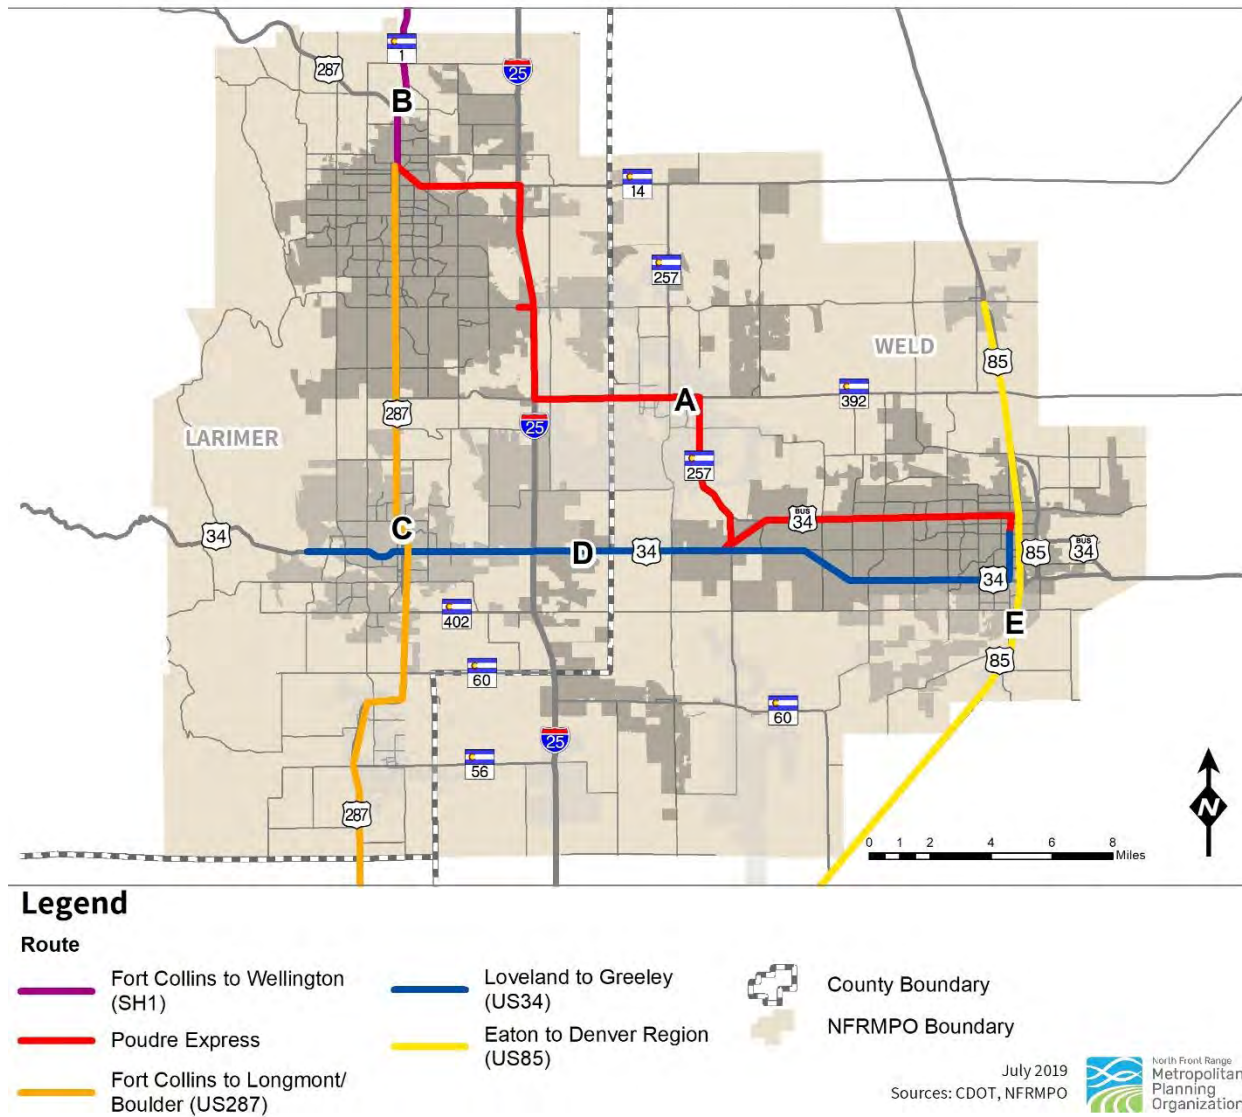 1
287
25
B
14
257
85
WELD
392
A
287
25
LARIMER
257
BUS
34
C
34
D
34
85
BUS
34
34
402
E
85
60
60
25
56
287
N
0 1 2 4 6 8
Miles
Legend
Route
Fort Collins to Wellington
(SH1)
Poudre Express
Fort Collins to Longmont/
Boulder (US287)
Loveland to Greeley
(US34)
Eaton to Denver Region
(US85)
County Boundary
NFRMPO Boundary
July 2019
Sources: CDOT, NFRMPO
North Front Range
Metropolitan
Planning
Organization